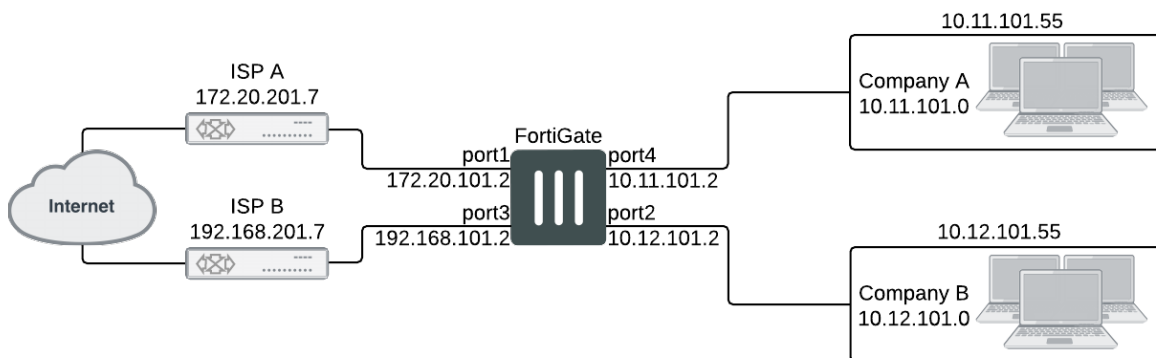 ISP A
172.20.201.7
Internet
ISP B
192.168.201.7
FortiGate
port1
172.20.101.2
port3
192.168.101.2
port4
10.11.101.2
port2
10.12.101.2
10.11.101.55
Company A
10.11.101.0
10.12.101.55
Company B
10.12.101.0